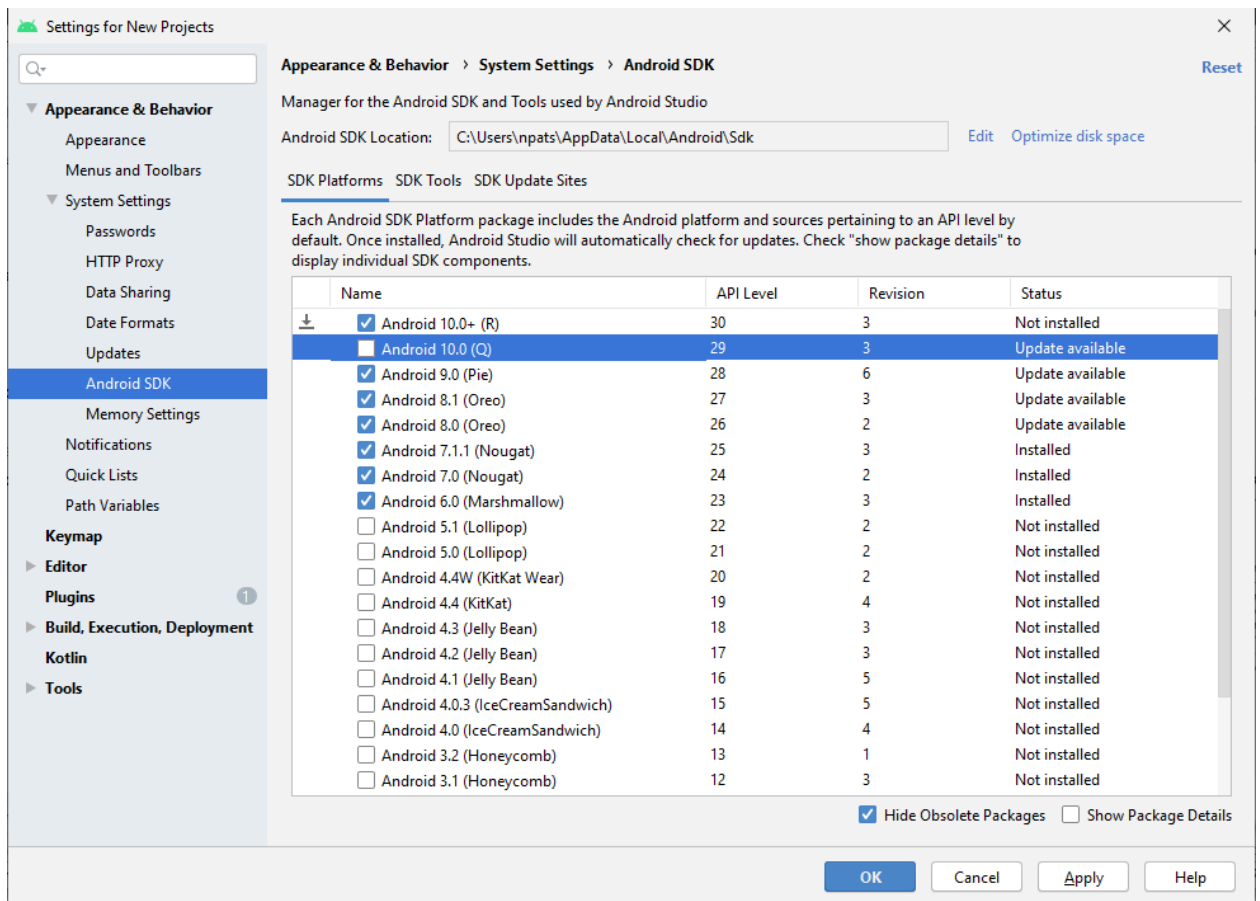 Settings for New Projects
Appearance & Behavior
Appearance
Menus and Toolbars
System Settings
Passwords
HTTP Proxy
Data Sharing
Date Formats
Updates
Android SDK
Memory Settings
Notifications
Quick Lists
Path Variables
Keymap
Editor
Plugins 1
Build, Execution, Deployment
Kotlin
Tools
Appearance & Behavior › System Settings › Android SDK Reset
Manager for the Android SDK and Tools used by Android Studio
Android SDK Location: C:\Users\npats\AppData\Local\Android\Sdk Edit Optimize disk space
SDK Platforms SDK Tools SDK Update Sites
Each Android SDK Platform package includes the Android platform and sources pertaining to an API level by
default. Once installed, Android Studio will automatically check for updates. Check "show package details" to
display individual SDK components.
Name API Level Revision Status
Android 10.0+ (R) 30 3 Not installed
Android 10.0 (Q) 29 3 Update available
Android 9.0 (Pie) 28 6 Update available
Android 8.1 (Oreo) 27 3 Update available
Android 8.0 (Oreo) 26 2 Update available
Android 7.1.1 (Nougat) 25 3 Installed
Android 7.0 (Nougat) 24 2 Installed
Android 6.0 (Marshmallow) 23 3 Installed
Android 5.1 (Lollipop) 22 2 Not installed
Android 5.0 (Lollipop) 21 2 Not installed
Android 4.4W (KitKat Wear) 20 2 Not installed
Android 4.4 (KitKat) 19 4 Not installed
Android 4.3 (Jelly Bean) 18 3 Not installed
Android 4.2 (Jelly Bean) 17 3 Not installed
Android 4.1 (Jelly Bean) 16 5 Not installed
Android 4.0.3 (IceCreamSandwich) 15 5 Not installed
Android 4.0 (IceCreamSandwich) 14 4 Not installed
Android 3.2 (Honeycomb) 13 1 Not installed
Android 3.1 (Honeycomb) 12 3 Not installed
Hide Obsolete Packages Show Package Details
OK Cancel Apply Help